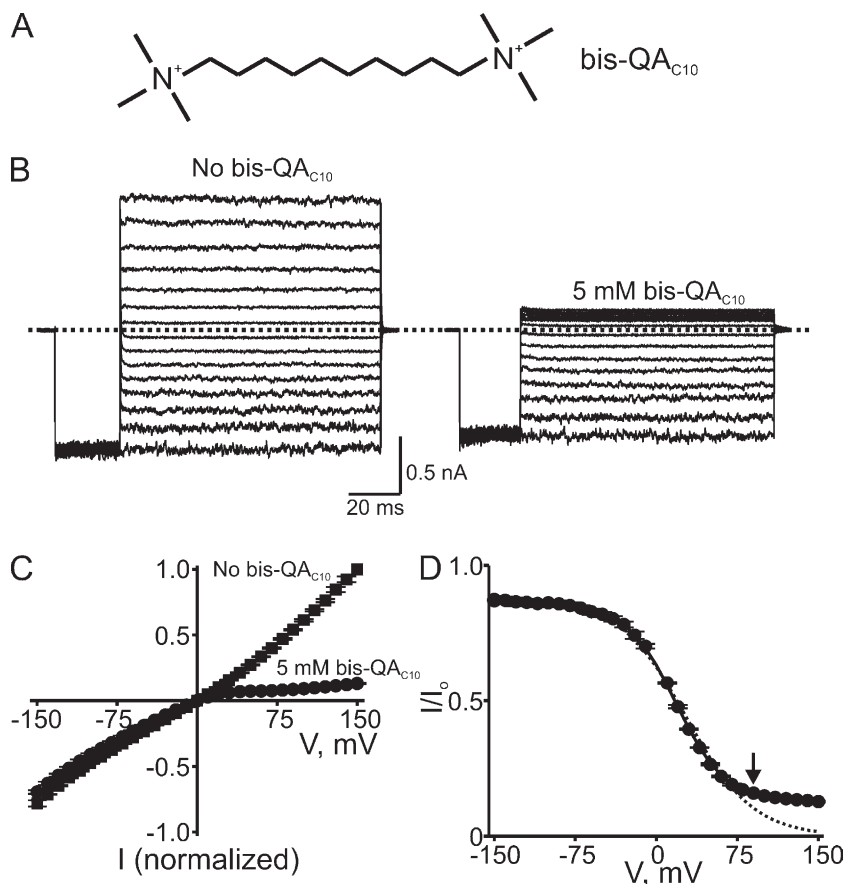 A
N+
N+
bis-QAC10
B
No bis-QAC10
5 mM bis-QAC10
0.5 nA
20 ms
C
No bis-QAC10
1.0
0.5
5 mM bis-QAC10
-150
-75
75
150
V, mV
-0.5
-1.0
I (normalized)
D
1.0
I/Io
0.5
0
-150
-75
0
75
150
V, mV